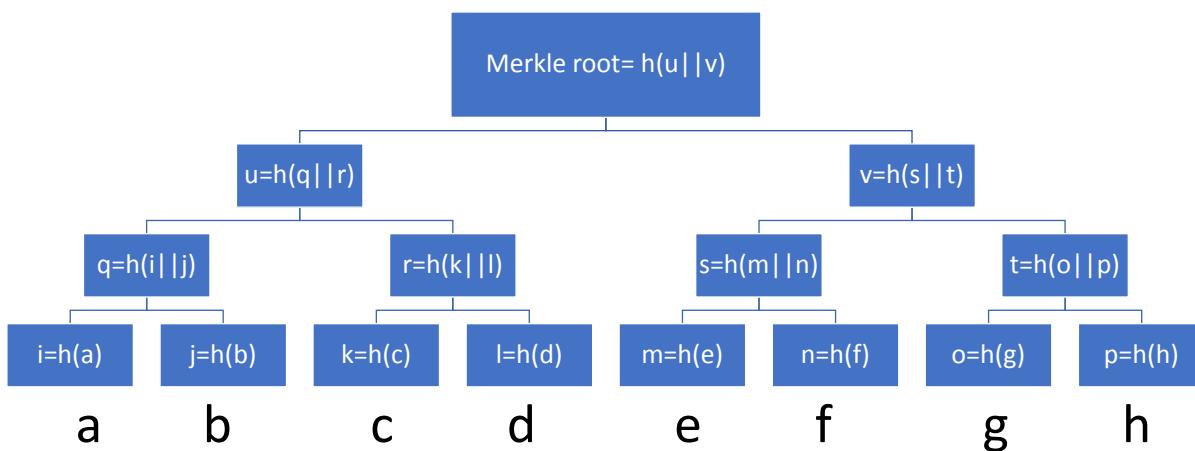 Merkle root= h(u||v)
u=h(q||r)
v=h(s||t)
q=h(i||j)
r=h(k||l)
s=h(m||n)
t=h(o||p)
i=h(a)
j=h(b)
k=h(c)
l=h(d)
m=h(e)
n=h(f)
o=h(g)
p=h(h)
a
b
c
d
e
f
g
h